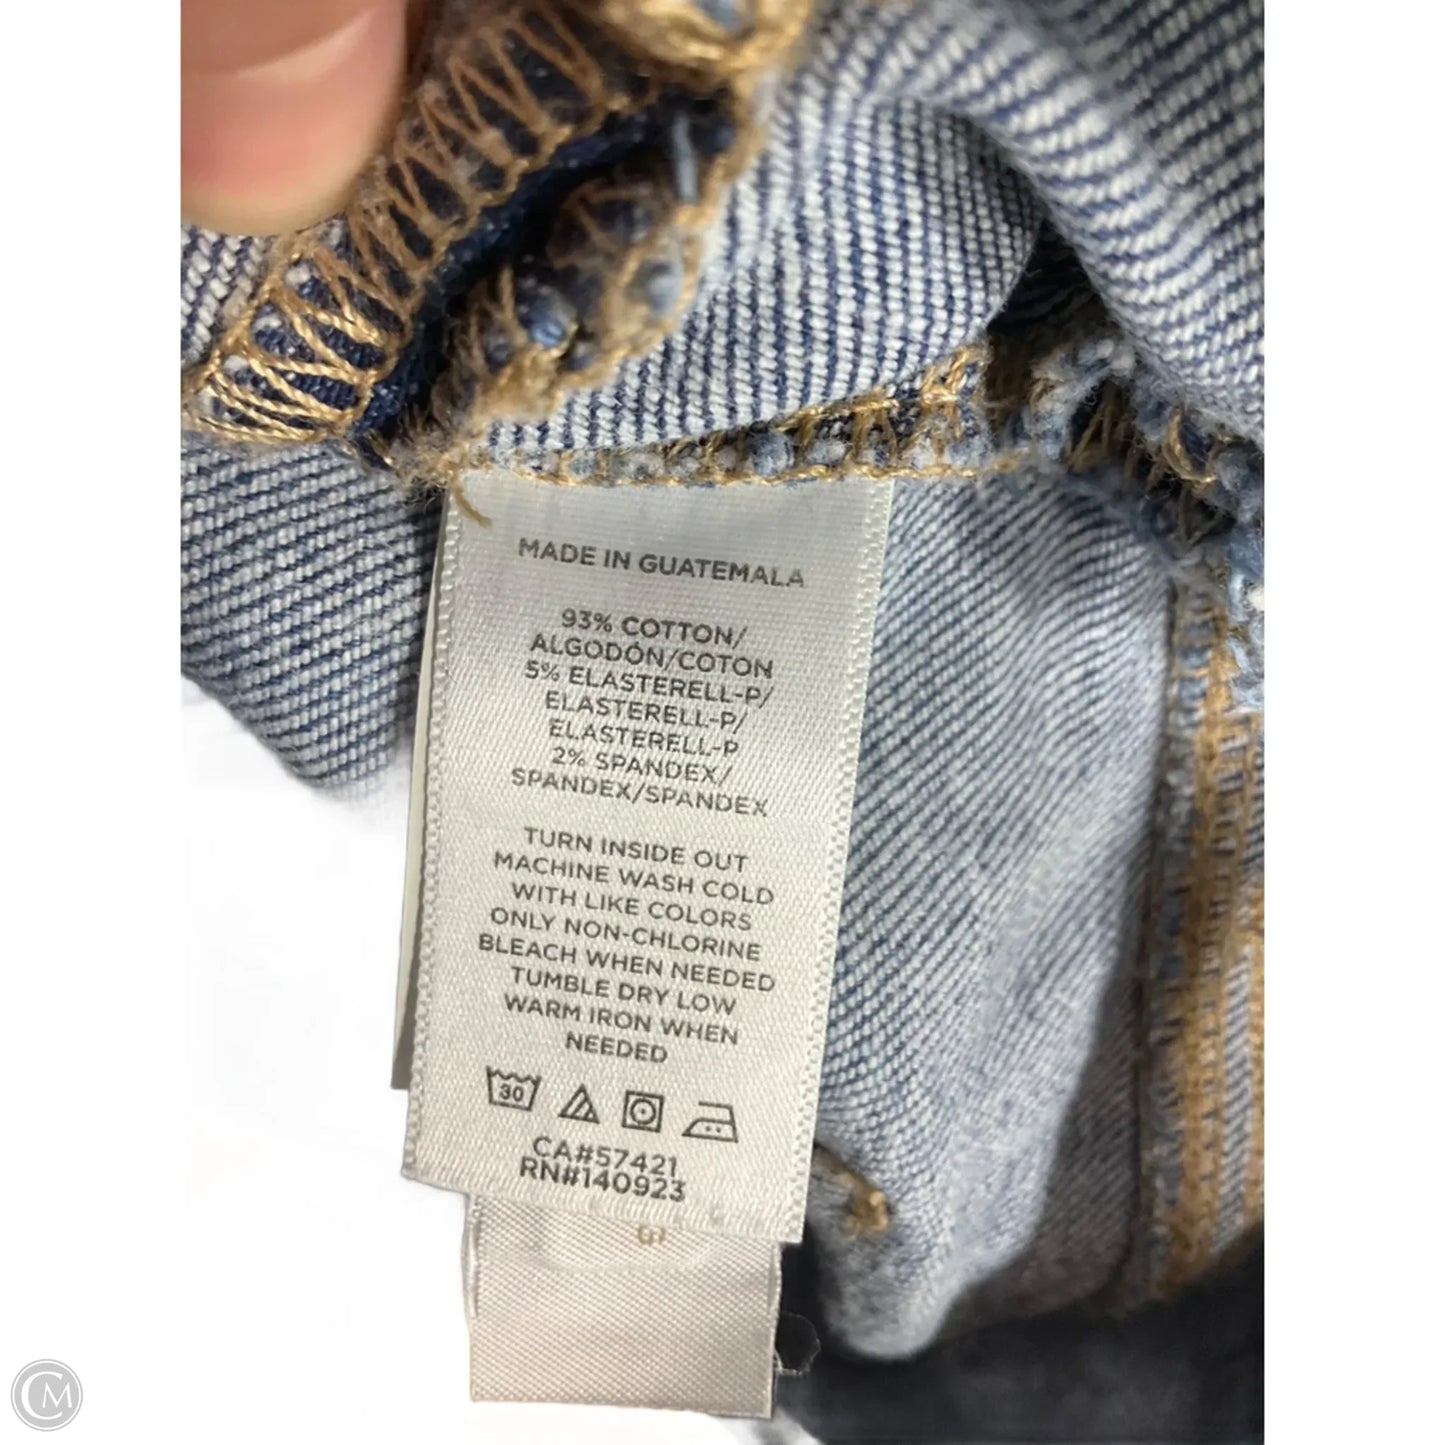 MADE IN GUATEMALA
93% COTTON/
ALGODÓN/COTON
5% ELASTERELL-P/
ELASTERELL-P/
ELASTERELL-P
2% SPANDEX/
SPANDEX/SPANDEX
TURN INSIDE OUT
MACHINE WASH COLD
WITH LIKE COLORS
ONLY NON-CHLORINE
BLEACH WHEN NEEDED
TUMBLE DRY LOW
WARM IRON WHEN
NEEDED
30
CA#57421
RN#140923
CM